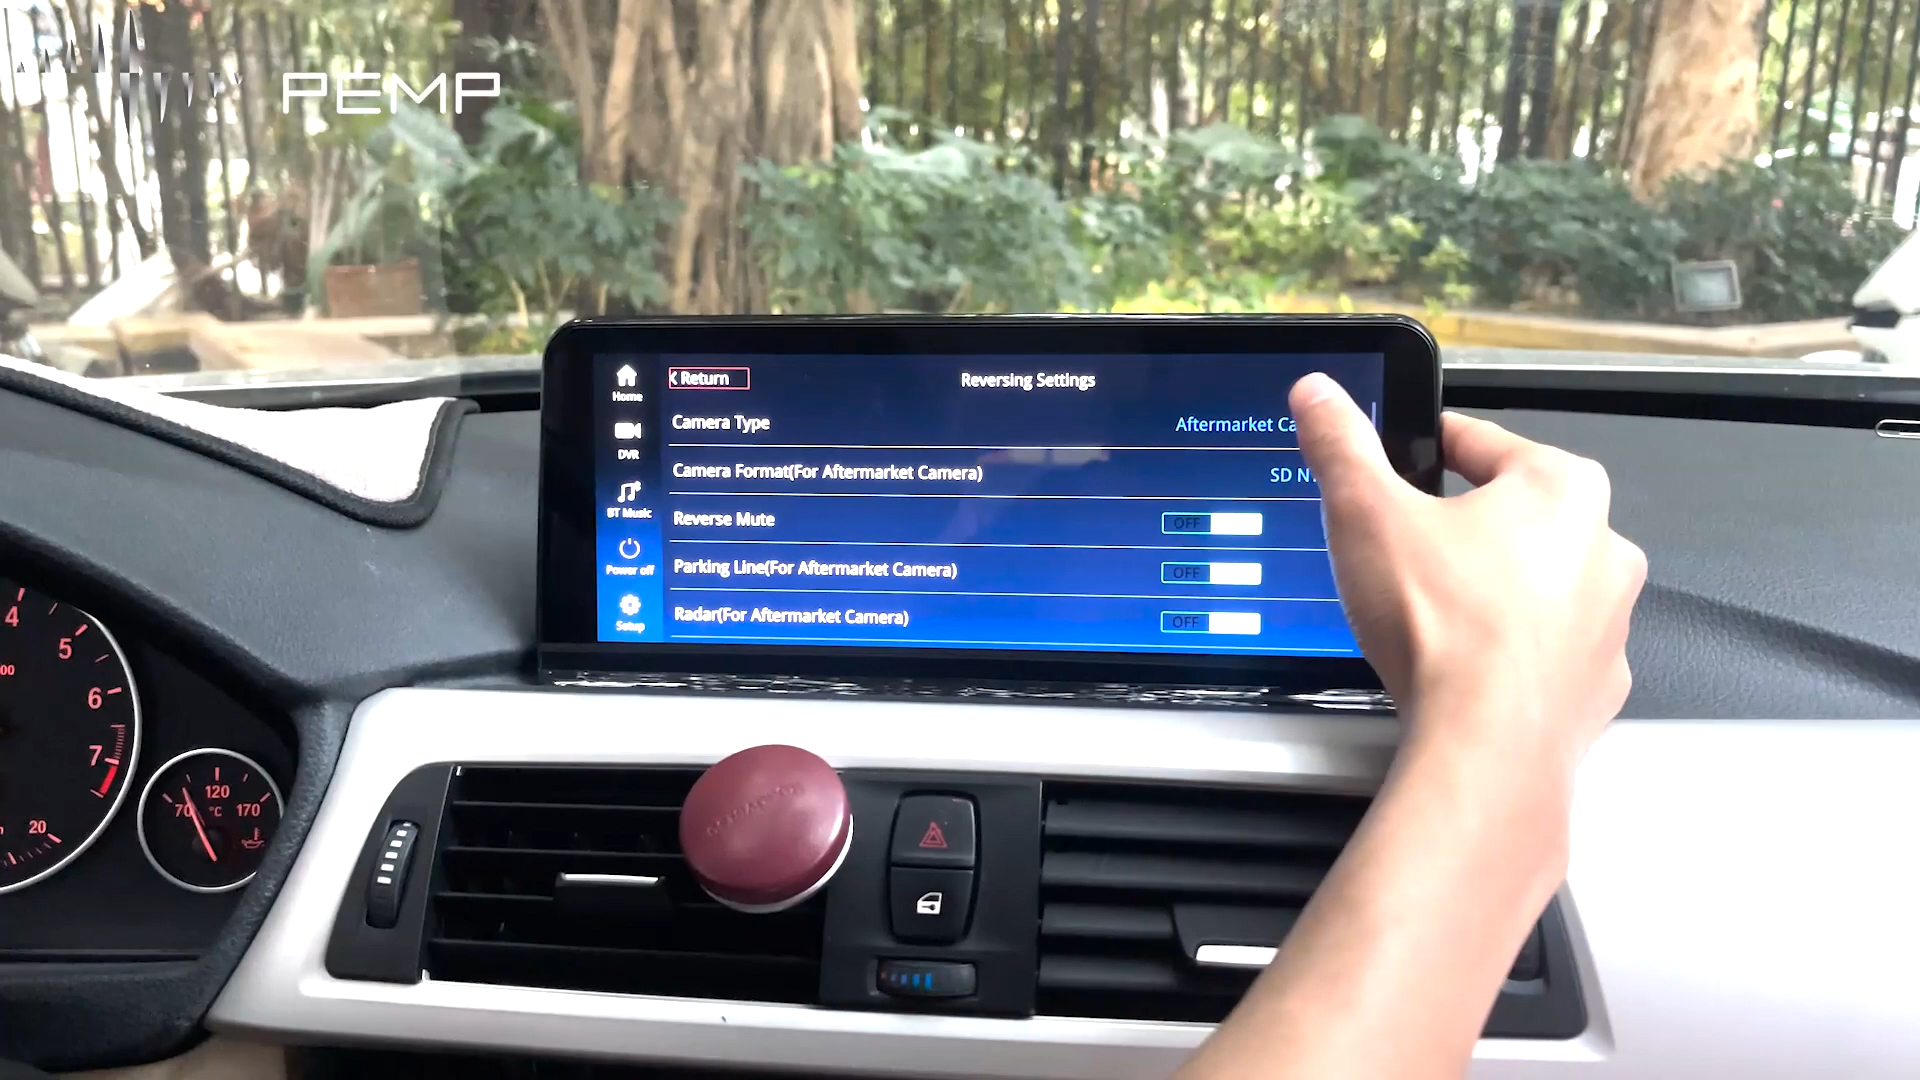 PEMP
Home
Return
Reversing Settings
Camera Type
Aftermarket
DVR
Camera Format(For Aftermarket Camera)
SD
BT Music
Reverse Mute
OFF
Power off
Parking Line(For Aftermarket Camera)
OFF
Setup
Radar(For Aftermarket Camera)
OFF
4
5
6
7
20
70
120
170
°C